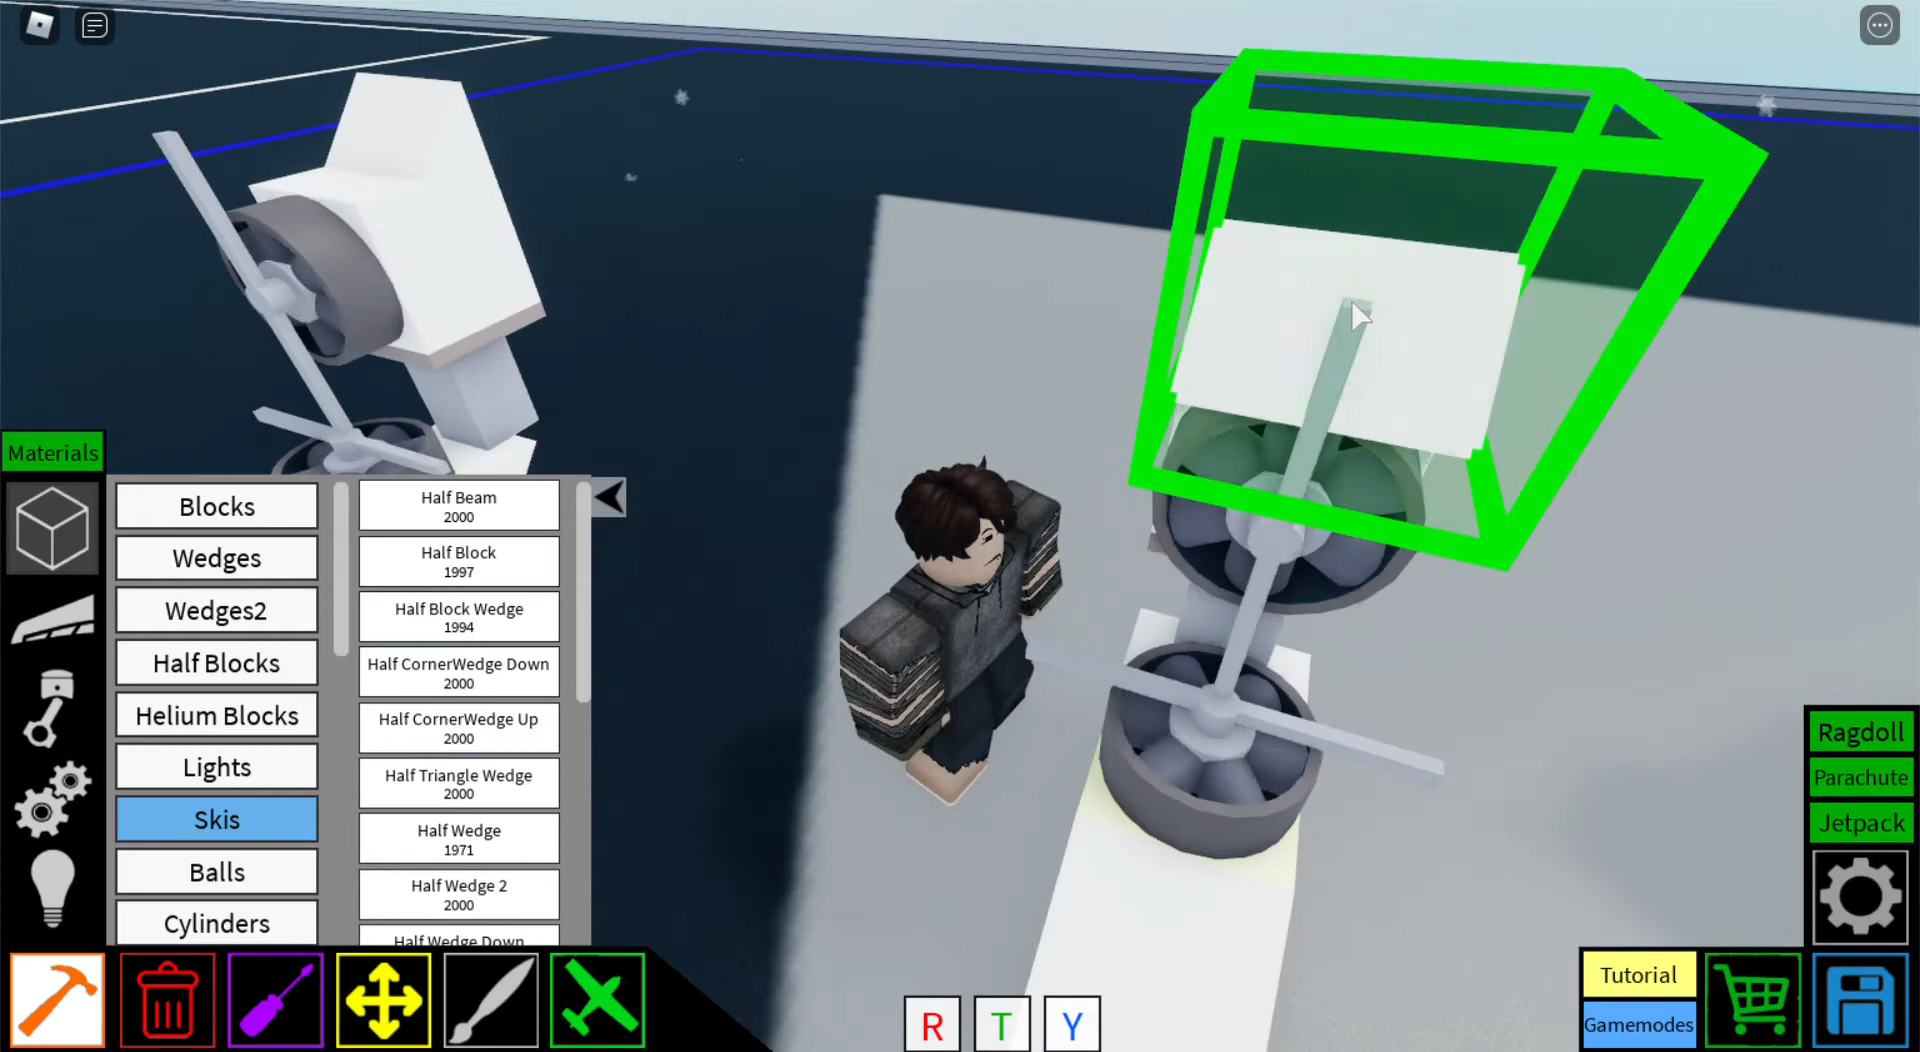 Materials
Blocks
Wedges
Wedges2
Half Blocks
Helium Blocks
Lights
Skis
Balls
Cylinders
Half Beam
2000
Half Block
1997
Half Block Wedge
1994
Half CornerWedge Down
2000
Half CornerWedge Up
2000
Half Triangle Wedge
2000
Half Wedge
1971
Half Wedge 2
2000
Half Wedge Down
Ragdoll
Parachute
Jetpack
Tutorial
Gamemodes
R T Y